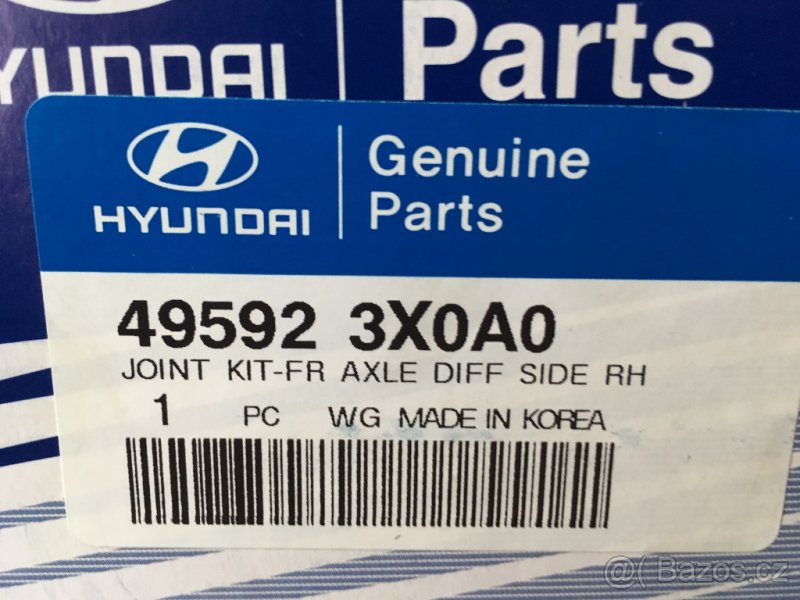 HYUNDAI Parts
HYUNDAI
Genuine
Parts
49592 3X0A0
JOINT KIT-FR AXLE DIFF SIDE RH
1 PC WG MADE IN KOREA
@( Bazos.cz